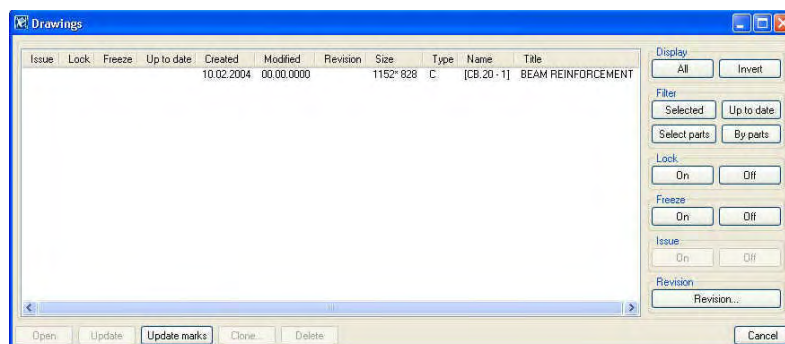 Drawings
Issue Lock Freeze Up to date Created Modified Revision Size Type Name Title
10.02.2004 00.00.0000 1152* 828 C [CB.20 - 1] BEAM REINFORCEMENT
Display
All Invert
Filter
Selected Up to date
Select parts By parts
Lock
On Off
Freeze
On Off
Issue
On Off
Revision
Revision...
Open Update Update marks Clone... Delete Cancel